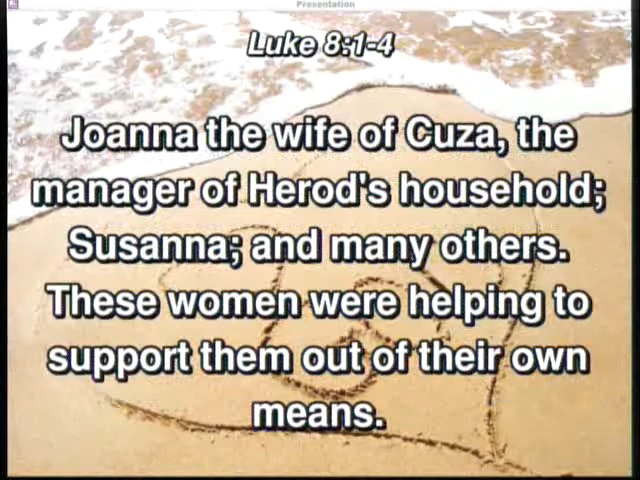 Presentation
Luke 8:1-4
Joanna the wife of Cuza, the
manager of Herod's household;
Susanna; and many others.
These women were helping to
support them out of their own
means.